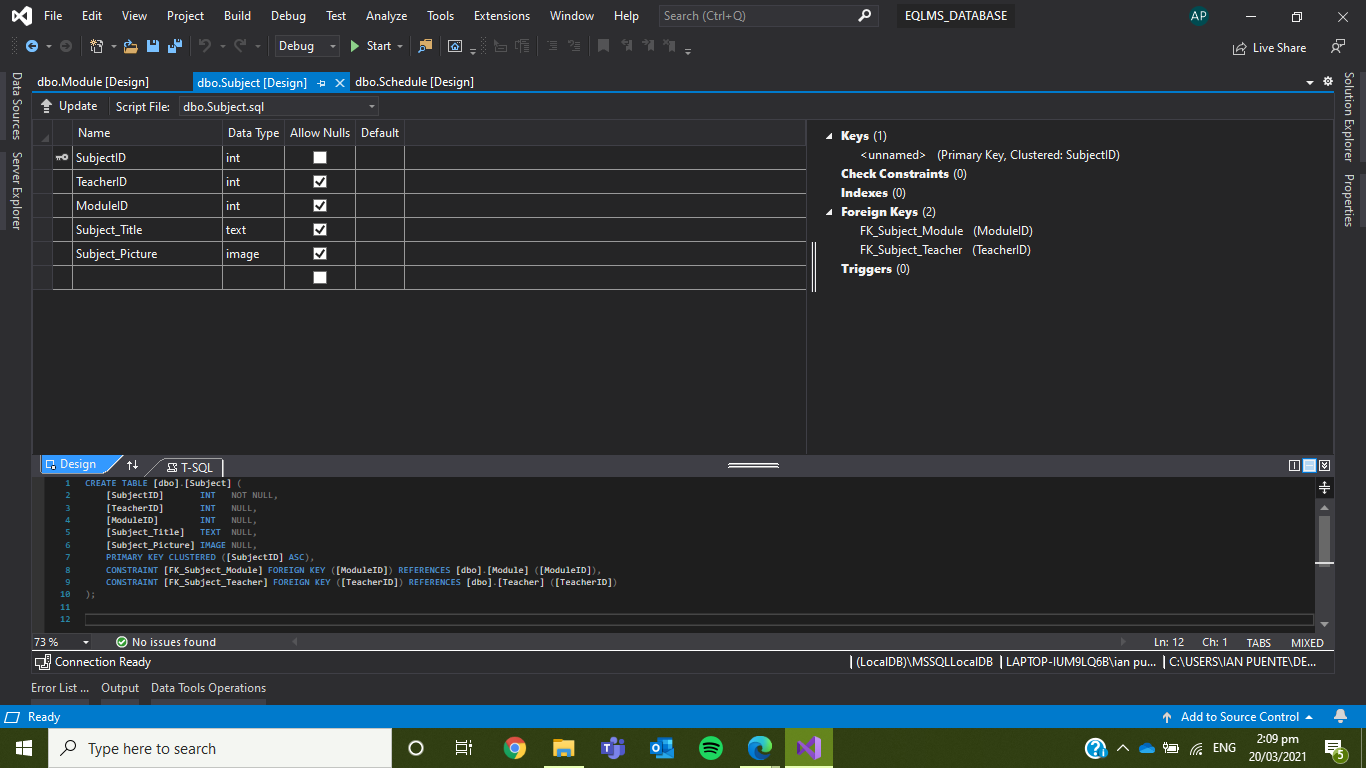 File Edit View Project Build Debug Test Analyze Tools Extensions Window Help Search (Ctrl+Q) EQLMS_DATABASE AP
Debug Start Live Share
dbo.Module [Design] dbo.Subject [Design] dbo.Schedule [Design]
Data Sources
Server Explorer
Solution Explorer
Properties
Update Script File: dbo.Subject.sql
Name Data Type Allow Nulls Default
SubjectID int
TeacherID int
ModuleID int
Subject_Title text
Subject_Picture image
Keys (1)
<unnamed> (Primary Key, Clustered: SubjectID)
Check Constraints (0)
Indexes (0)
Foreign Keys (2)
FK_Subject_Module (ModuleID)
FK_Subject_Teacher (TeacherID)
Triggers (0)
Design T-SQL
1 CREATE TABLE [dbo].[Subject] (
2 [SubjectID] INT NOT NULL,
3 [TeacherID] INT NULL,
4 [ModuleID] INT NULL,
5 [Subject_Title] TEXT NULL,
6 [Subject_Picture] IMAGE NULL,
7 PRIMARY KEY CLUSTERED ([SubjectID] ASC),
8 CONSTRAINT [FK_Subject_Module] FOREIGN KEY ([ModuleID]) REFERENCES [dbo].[Module] ([ModuleID]),
9 CONSTRAINT [FK_Subject_Teacher] FOREIGN KEY ([TeacherID]) REFERENCES [dbo].[Teacher] ([TeacherID])
10 );
11
12
73 % No issues found Ln: 12 Ch: 1 TABS MIXED
Connection Ready (LocalDB)\MSSQLLocalDB LAPTOP-IUM9LQ6B\ian pu... C:\USERS\IAN PUENTE\DE...
Error List ... Output Data Tools Operations
Ready Add to Source Control
Type here to search ENG 2:09 pm
20/03/2021 5